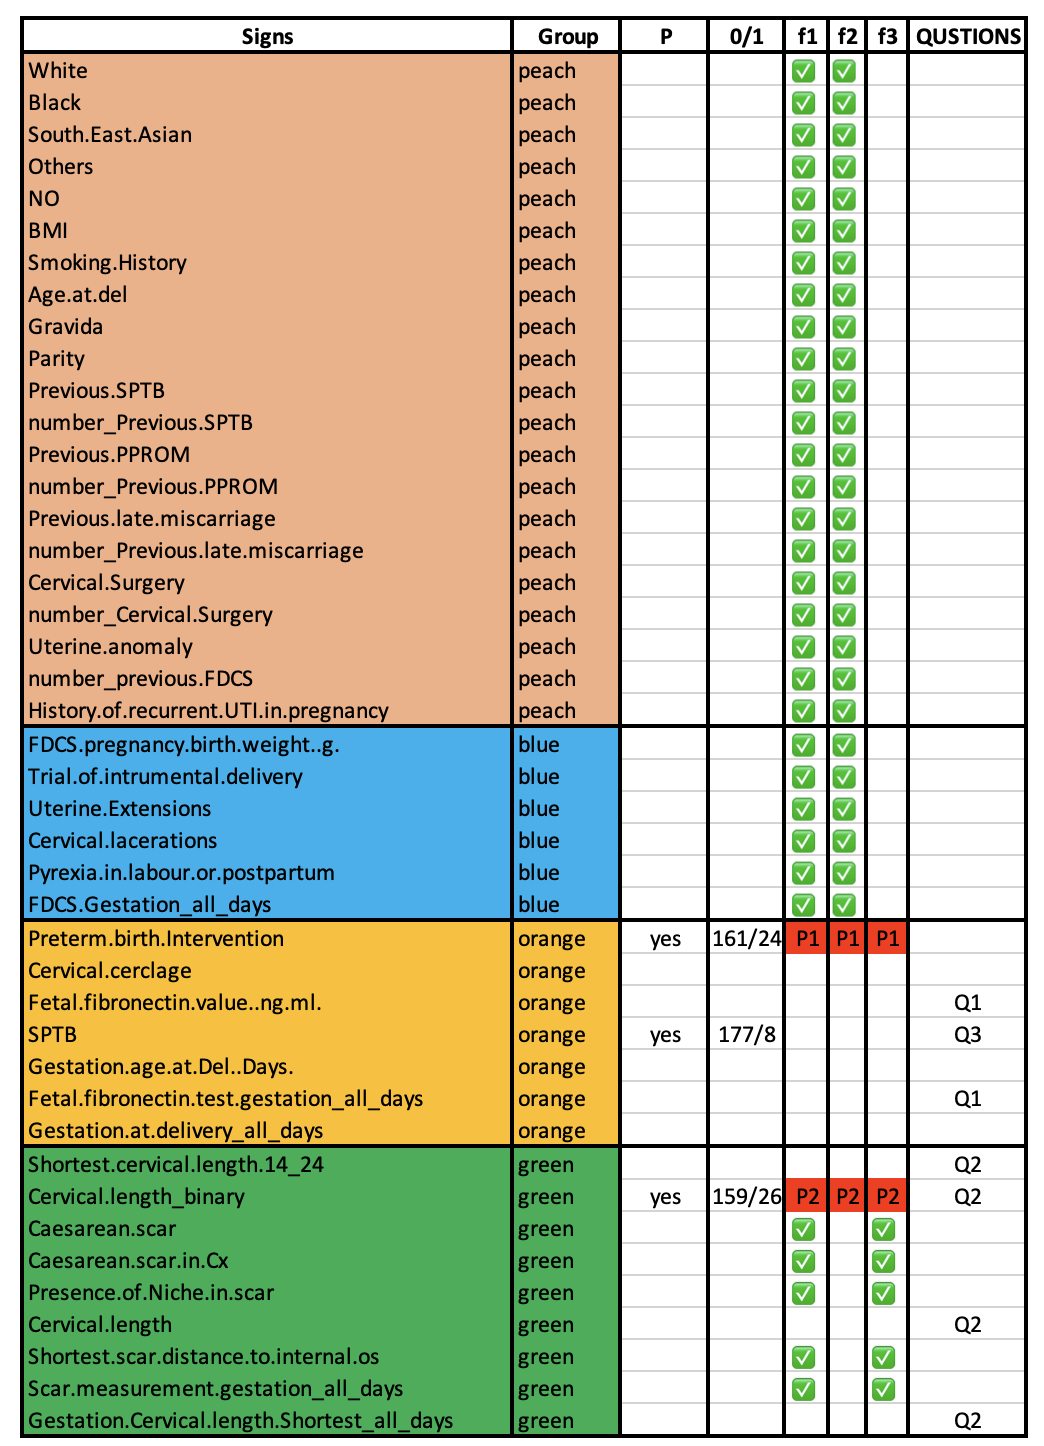 Signs Group P 0/1 f1 f2 f3 QUSTIONS
White peach ✅ ✅
Black peach ✅ ✅
South.East.Asian peach ✅ ✅
Others peach ✅ ✅
NO peach ✅ ✅
BMI peach ✅ ✅
Smoking.History peach ✅ ✅
Age.at.del peach ✅ ✅
Gravida peach ✅ ✅
Parity peach ✅ ✅
Previous.SPTB peach ✅ ✅
number_Previous.SPTB peach ✅ ✅
Previous.PPROM peach ✅ ✅
number_Previous.PPROM peach ✅ ✅
Previous.late.miscarriage peach ✅ ✅
number_Previous.late.miscarriage peach ✅ ✅
Cervical.Surgery peach ✅ ✅
number_Cervical.Surgery peach ✅ ✅
Uterine.anomaly peach ✅ ✅
number_previous.FDCS peach ✅ ✅
History.of.recurrent.UTI.in.pregnancy peach ✅ ✅
FDCS.pregnancy.birth.weight..g. blue ✅ ✅
Trial.of.intrumental.delivery blue ✅ ✅
Uterine.Extensions blue ✅ ✅
Cervical.lacerations blue ✅ ✅
Pyrexia.in.labour.or.postpartum blue ✅ ✅
FDCS.Gestation_all_days blue ✅ ✅
Preterm.birth.Intervention orange yes 161/24 P1 P1 P1
Cervical.cerclage orange
Fetal.fibronectin.value..ng.ml. orange Q1
SPTB orange yes 177/8 Q3
Gestation.age.at.Del..Days. orange
Fetal.fibronectin.test.gestation_all_days orange Q1
Gestation.at.delivery_all_days orange
Shortest.cervical.length.14_24 green Q2
Cervical.length_binary green yes 159/26 P2 P2 P2 Q2
Caesarean.scar green ✅ ✅
Caesarean.scar.in.Cx green ✅ ✅
Presence.of.Niche.in.scar green ✅ ✅
Cervical.length green Q2
Shortest.scar.distance.to.internal.os green ✅ ✅
Scar.measurement.gestation_all_days green ✅ ✅
Gestation.Cervical.length.Shortest_all_days green Q2